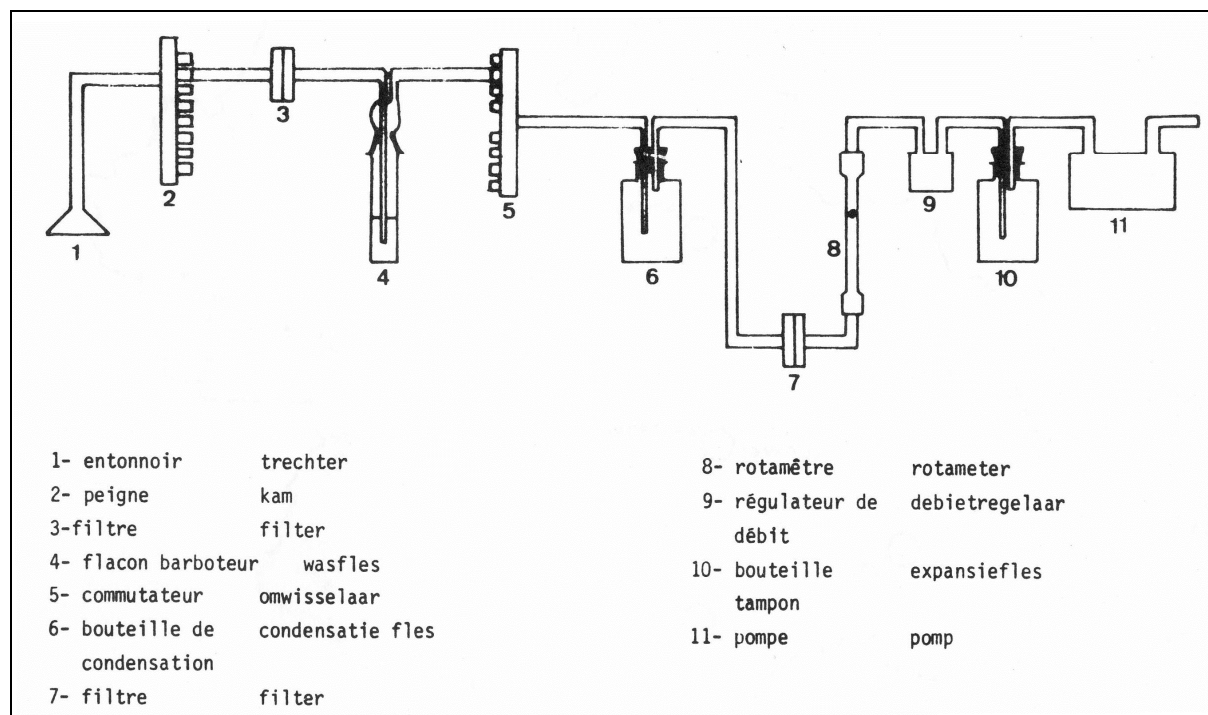 1
2
3
4
5
6
7
8
9
10
11
1- entonnoir trechter
2- peigne kam
3-filtre filter
4- flacon barboteur wasfles
5- commutateur omwisselaar
6- bouteille de condensatie fles
condensation
7- filtre filter
8- rotamêtre rotameter
9- régulateur de debietregelaar
débit
10- bouteille expansiefles
tampon
11- pompe pomp